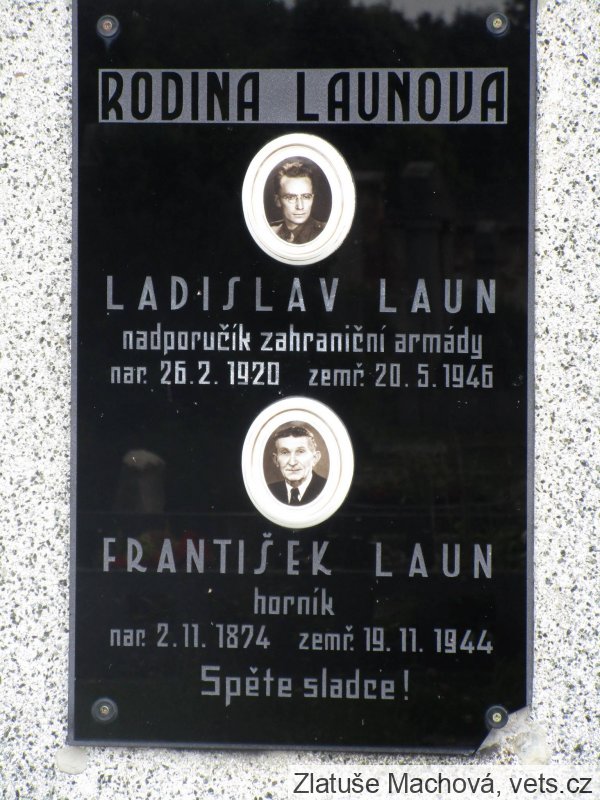 RODINA LAUNOVA
LADISLAV LAUN
nadporučík zahraniční armády
nar. 26.2.1920 zemř. 20.5.1946
FRANTIŠEK LAUN
horník
nar. 2.11.1874 zemř. 19.11.1944
Spěte sladce!
Zlatuše Machová, vets.cz